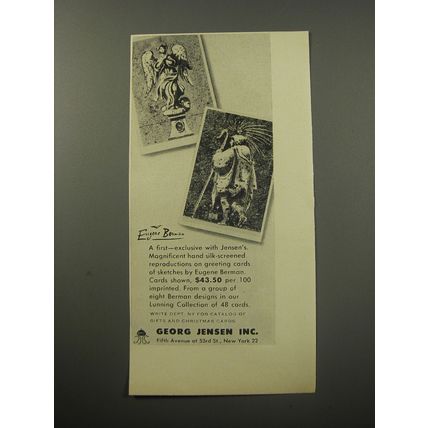 Eugene Berman
A first—exclusive with Jensen's.
Magnificent hand silk-screened
reproductions on greeting cards
of sketches by Eugene Berman.
Cards shown, $43.50 per 100
imprinted. From a group of
eight Berman designs in our
Lunning Collection of 48 cards.
WRITE DEPT. NY FOR CATALOG OF
GIFTS AND CHRISTMAS CARDS
GEORG JENSEN INC.
Fifth Avenue at 53rd St., New York 22